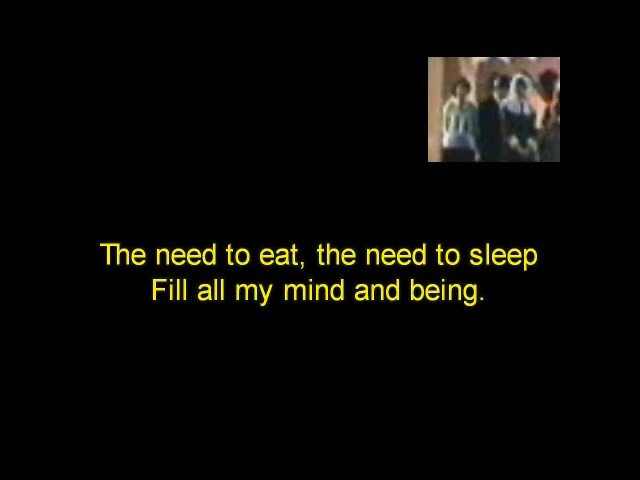 The need to eat, the need to sleep
Fill all my mind and being.